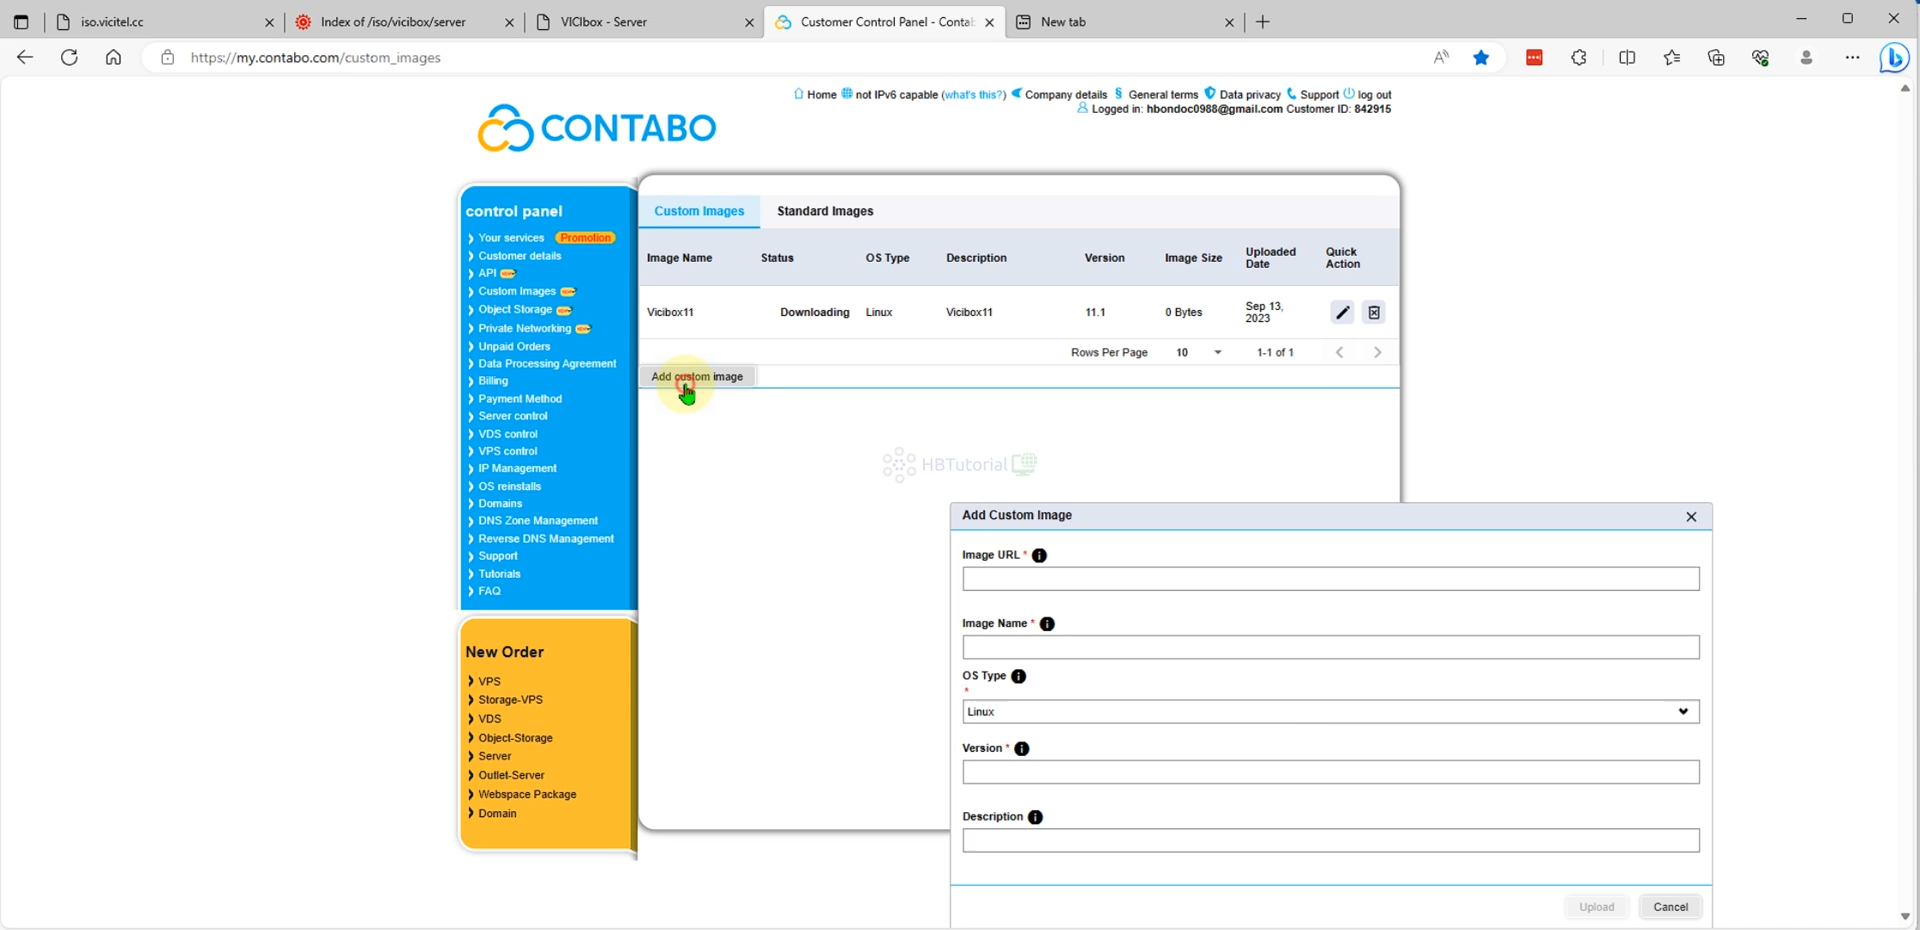 iso.vicitel.cc
Index of /iso/vicibox/server
VICIbox - Server
Customer Control Panel - Contab
New tab
https://my.contabo.com/custom_images
Home not IPv6 capable (what's this?) Company details General terms Data privacy Support log out
Logged in: hbondoc0988@gmail.com Customer ID: 842915
CONTABO
control panel
Your services Promotion
Customer details
API
Custom Images
Object Storage
Private Networking
Unpaid Orders
Data Processing Agreement
Billing
Payment Method
Server control
VDS control
VPS control
IP Management
OS reinstalls
Domains
DNS Zone Management
Reverse DNS Management
Support
Tutorials
FAQ
New Order
VPS
Storage-VPS
VDS
Object-Storage
Server
Outlet-Server
Webspace Package
Domain
Custom Images Standard Images
Image Name Status OS Type Description Version Image Size Uploaded Date Quick Action
Vicibox11 Downloading Linux Vicibox11 11.1 0 Bytes Sep 13, 2023
Rows Per Page 10 1-1 of 1
Add custom image
HBTutorial
Add Custom Image
Image URL *
Image Name *
OS Type
*
Linux
Version *
Description
Upload Cancel